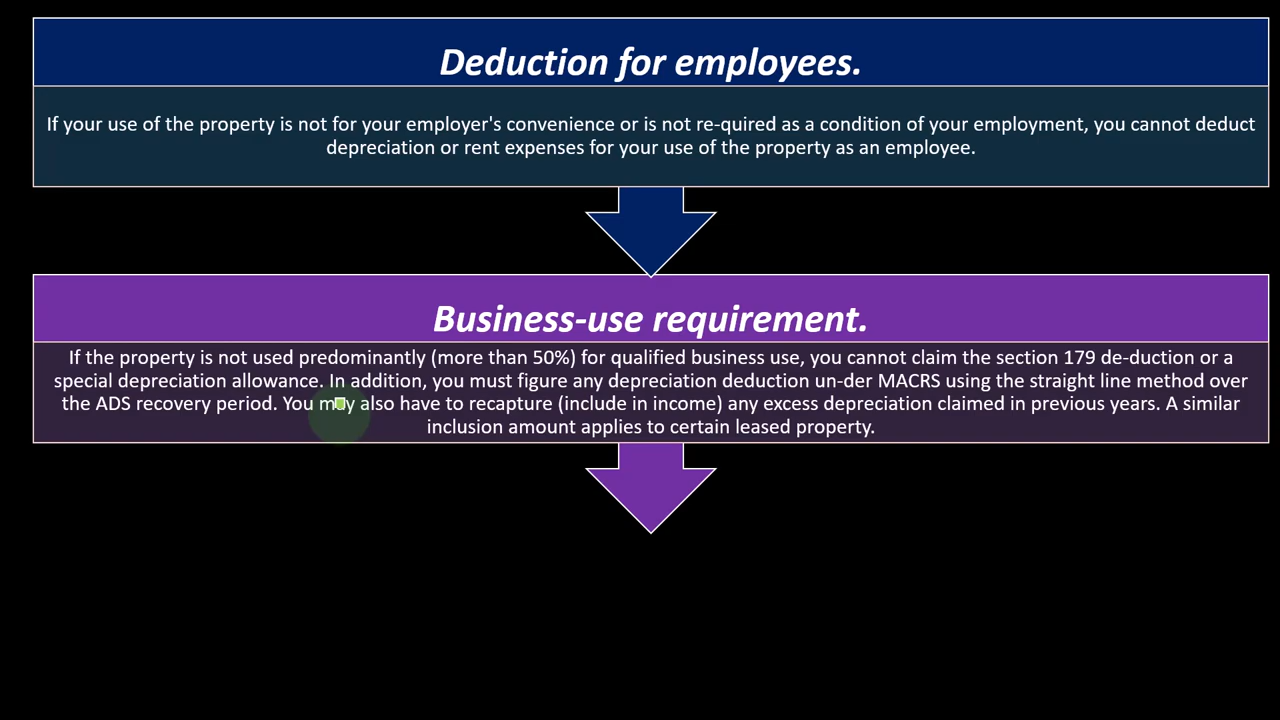 Deduction for employees.
If your use of the property is not for your employer's convenience or is not re-quired as a condition of your employment, you cannot deduct
depreciation or rent expenses for your use of the property as an employee.
Business-use requirement.
If the property is not used predominantly (more than 50%) for qualified business use, you cannot claim the section 179 de-duction or a
special depreciation allowance. In addition, you must figure any depreciation deduction un-der MACRS using the straight line method over
the ADS recovery period. You may also have to recapture (include in income) any excess depreciation claimed in previous years. A similar
inclusion amount applies to certain leased property.